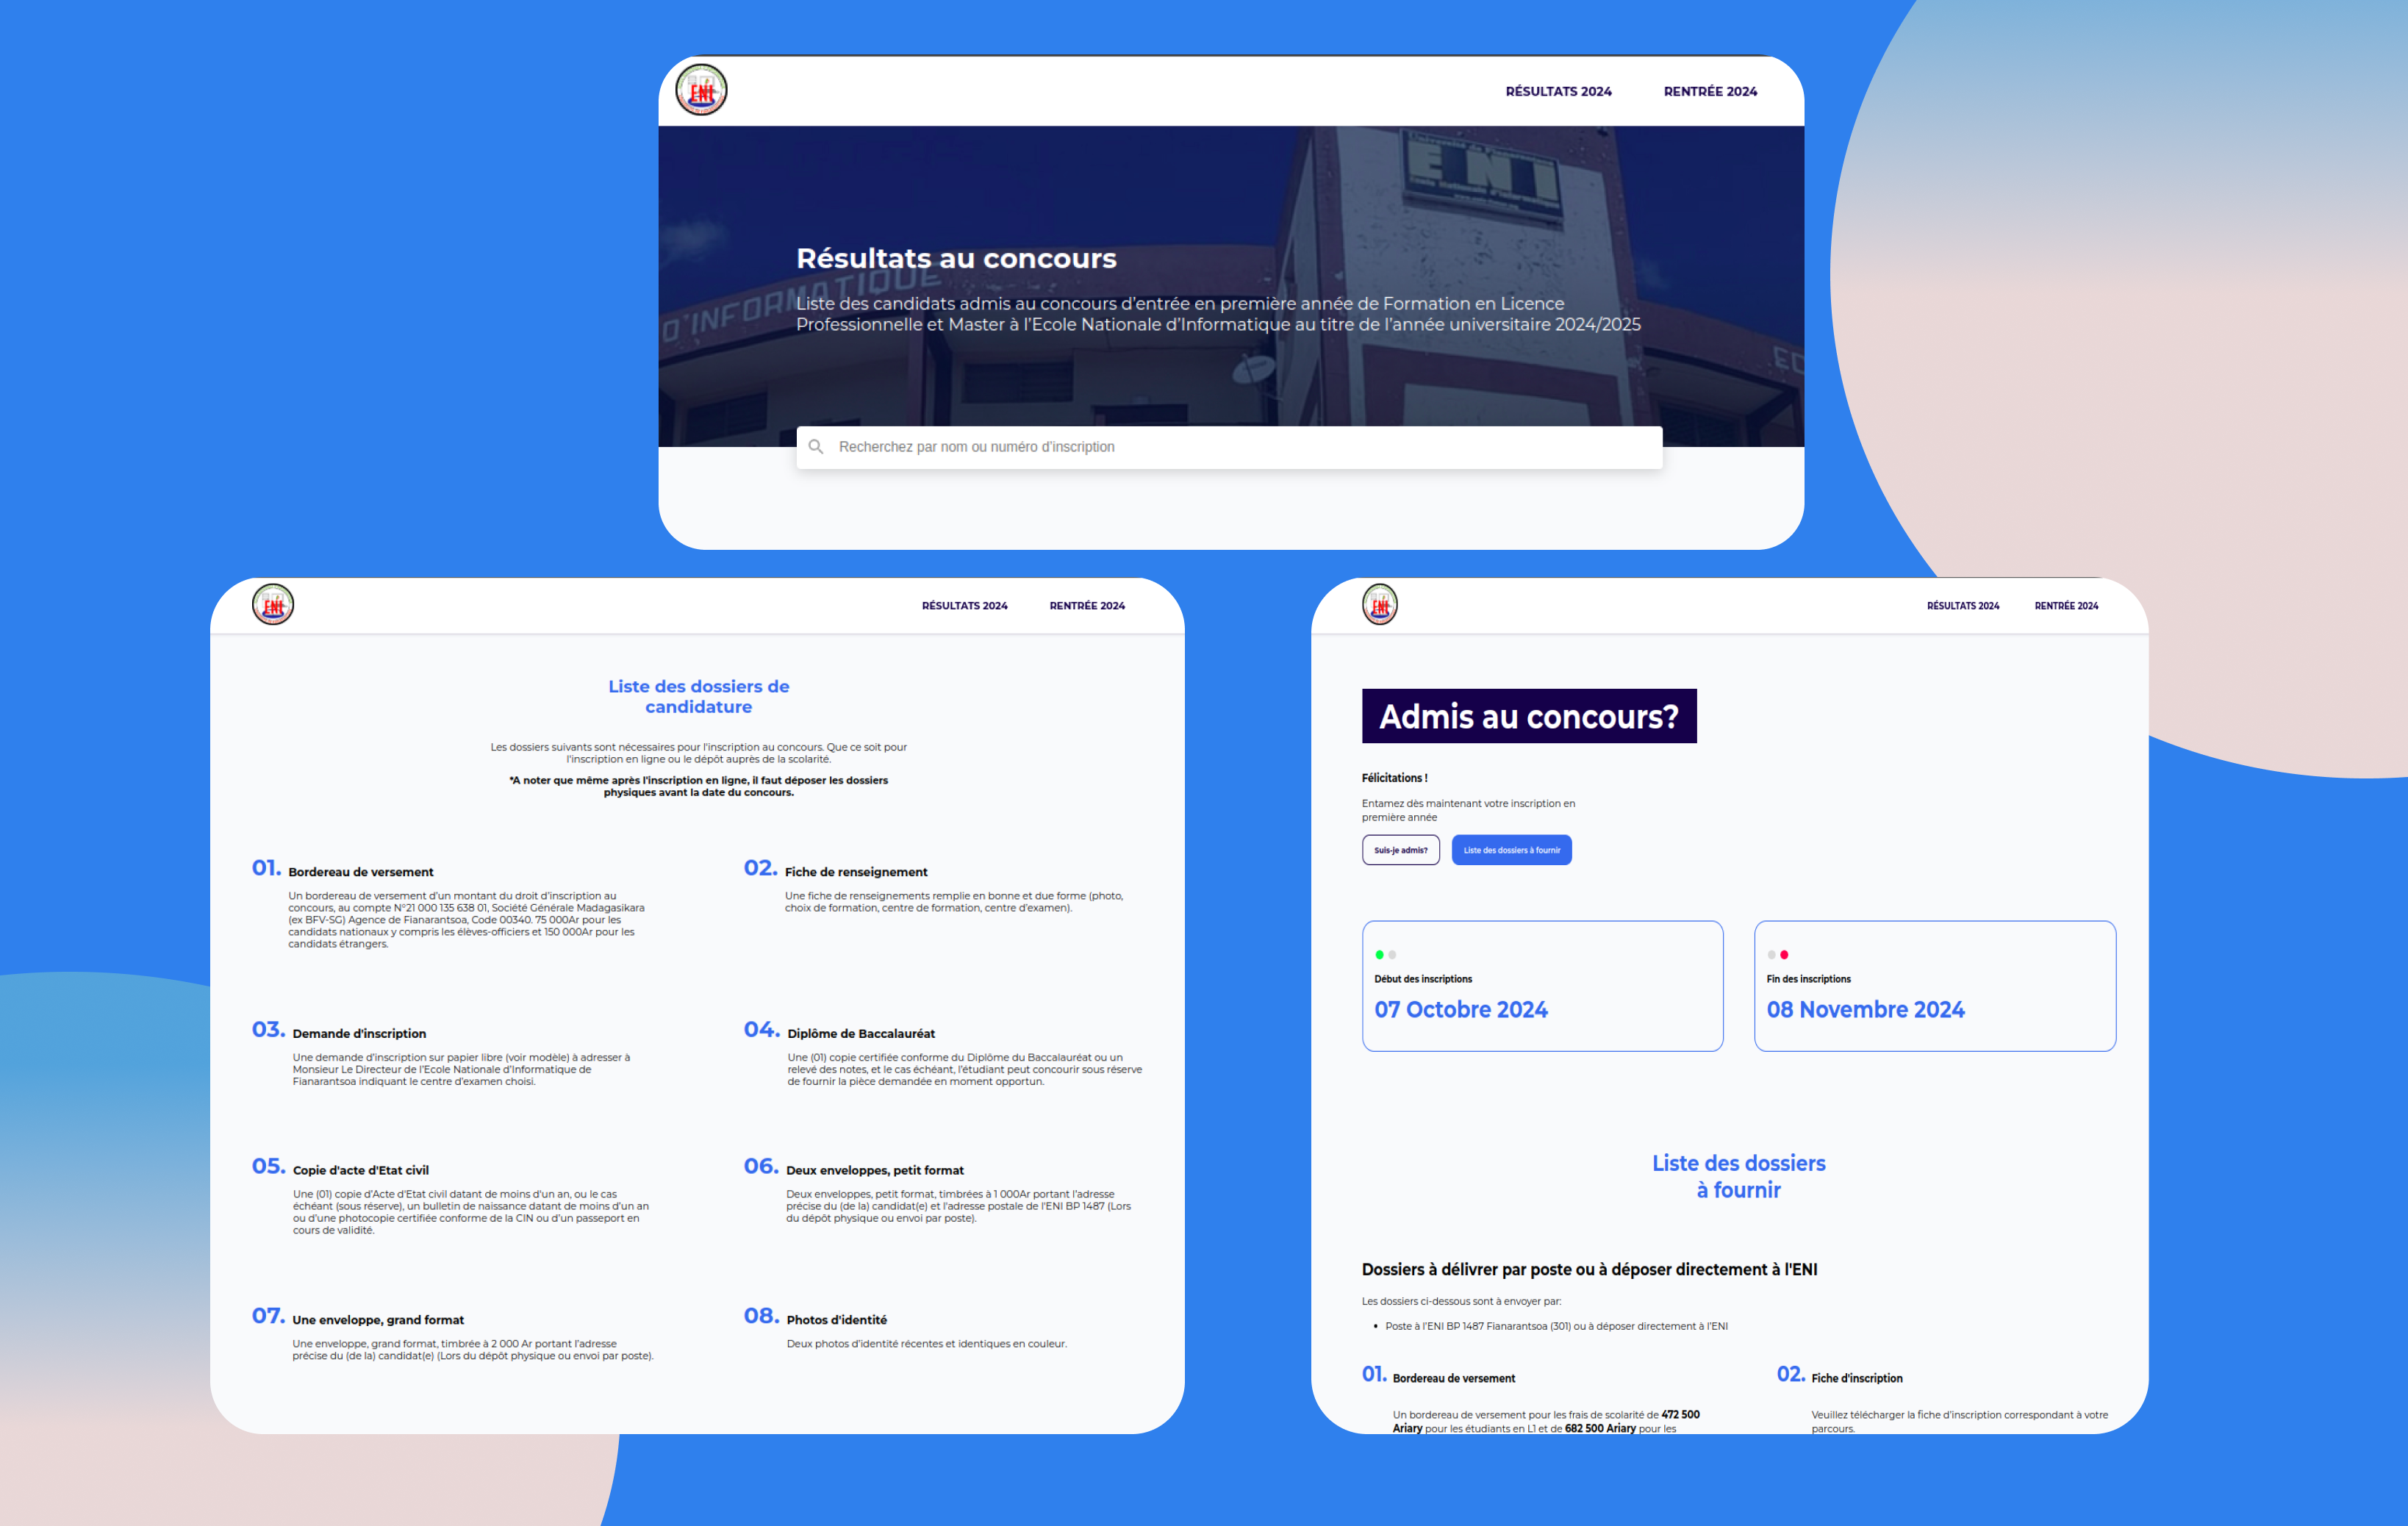 ENI
RÉSULTATS 2024
RENTRÉE 2024
Université de Fianarantsoa
ENI
Ecole Nationale d'Informatique
D'INFORMATIQUE
Résultats au concours
Liste des candidats admis au concours d'entrée en première année de Formation en Licence
Professionnelle et Master à l'Ecole Nationale d'Informatique au titre de l'année universitaire 2024/2025
EC
Recherchez par nom ou numéro d'inscription
ENI
RÉSULTATS 2024
RENTRÉE 2024
Liste des dossiers de
candidature
Les dossiers suivants sont nécessaires pour l'inscription au concours. Que ce soit pour
l'inscription en ligne ou le dépôt auprès de la scolarité.
*A noter que même après l'inscription en ligne, il faut déposer les dossiers
physiques avant la date du concours.
01. Bordereau de versement
Un bordereau de versement d'un montant du droit d'inscription au
concours, au compte N°21 000 135 638 01, Société Générale Madagasikara
(ex BFV-SG) Agence de Fianarantsoa, Code 00340. 75 000Ar pour les
candidats nationaux y compris les élèves-officiers et 150 000Ar pour les
candidats étrangers.
02. Fiche de renseignement
Une fiche de renseignements remplie en bonne et due forme (photo,
choix de formation, centre de formation, centre d'examen).
03. Demande d'inscription
Une demande d'inscription sur papier libre (voir modèle) à adresser à
Monsieur Le Directeur de l'Ecole Nationale d'Informatique de
Fianarantsoa indiquant le centre d'examen choisi.
04. Diplôme de Baccalauréat
Une (01) copie certifiée conforme du Diplôme du Baccalauréat ou un
relevé des notes, et le cas échéant, l'étudiant peut concourir sous réserve
de fournir la pièce demandée en moment opportun.
05. Copie d'acte d'Etat civil
Une (01) copie d'Acte d'Etat civil datant de moins d'un an, ou le cas
échéant (sous réserve), un bulletin de naissance datant de moins d'un an
ou d'une photocopie certifiée conforme de la CIN ou d'un passeport en
cours de validité.
06. Deux enveloppes, petit format
Deux enveloppes, petit format, timbrées à 1 000Ar portant l'adresse
précise du (de la) candidat(e) et l'adresse postale de l'ENI BP 1487 (Lors
du dépôt physique ou envoi par poste).
07. Une enveloppe, grand format
Une enveloppe, grand format, timbrée à 2 000 Ar portant l'adresse
précise du (de la) candidat(e) (Lors du dépôt physique ou envoi par poste).
08. Photos d'identité
Deux photos d'identité récentes et identiques en couleur.
ENI
RÉSULTATS 2024
RENTRÉE 2024
Admis au concours?
Félicitations !
Entamez dès maintenant votre inscription en
première année
Suis-je admis?
Liste des dossiers à fournir
Début des inscriptions
07 Octobre 2024
Fin des inscriptions
08 Novembre 2024
Liste des dossiers
à fournir
Dossiers à délivrer par poste ou à déposer directement à l'ENI
Les dossiers ci-dessous sont à envoyer par:
• Poste à l'ENI BP 1487 Fianarantsoa (301) ou à déposer directement à l'ENI
01. Bordereau de versement
Un bordereau de versement pour les frais de scolarité de 472 500
Ariary pour les étudiants en L1 et de 682 500 Ariary pour les
02. Fiche d'inscription
Veuillez télécharger la fiche d'inscription correspondant à votre
parcours.